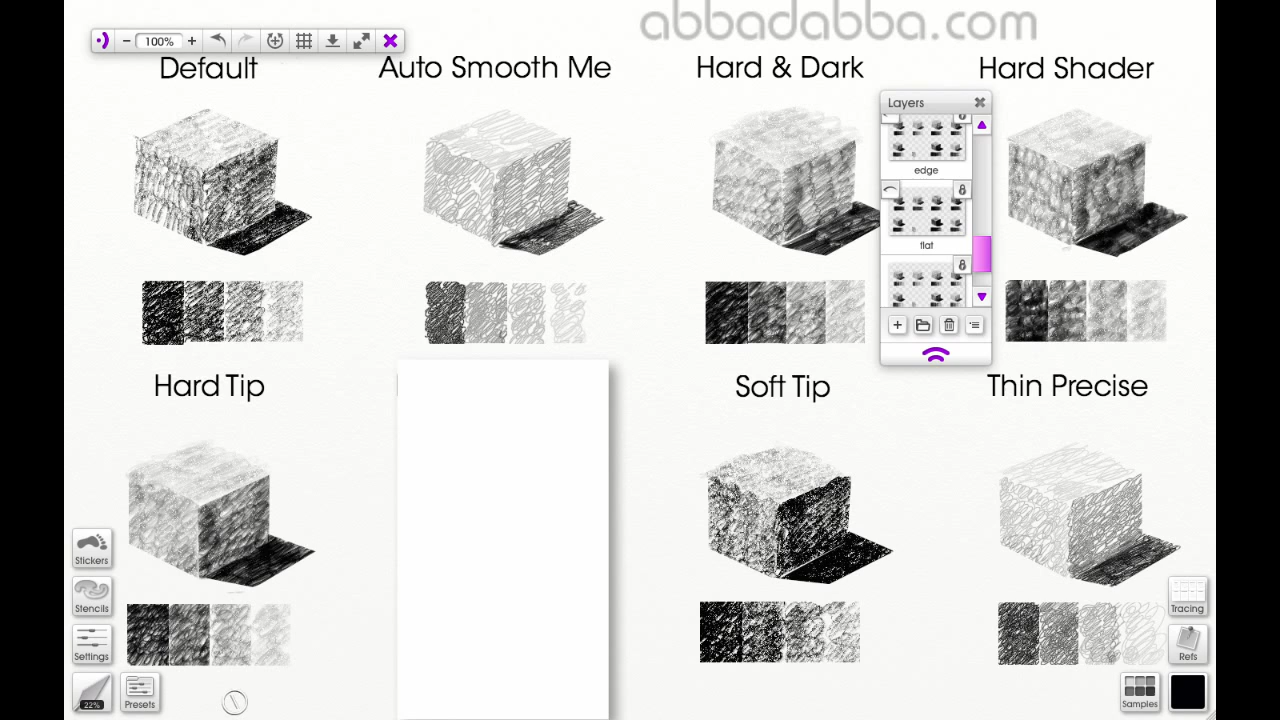 abbadabba.com
100%
Default
Auto Smooth Me
Hard & Dark
Hard Shader
Layers
edge
flat
Hard Tip
Soft Tip
Thin Precise
Stickers
Stencils
Settings
22%
Presets
Tracing
Refs
Samples